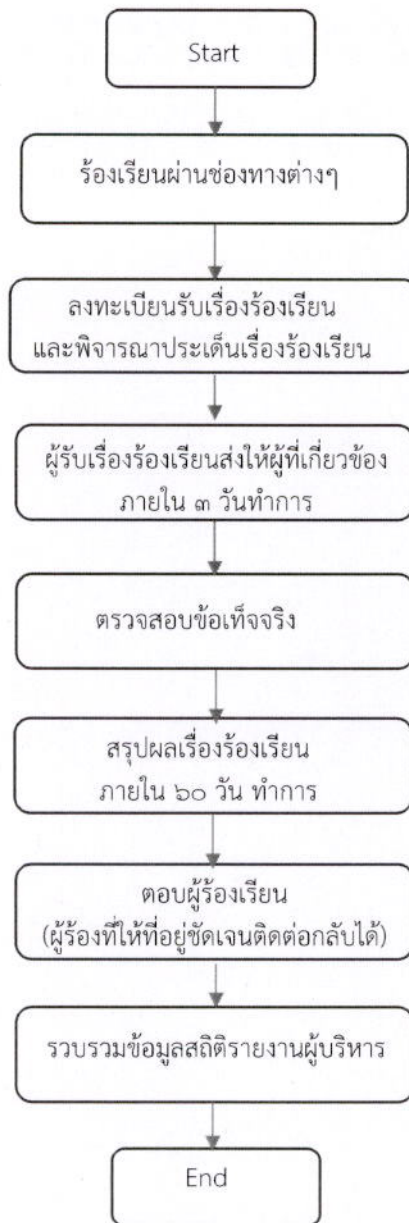 Start
ร้องเรียนผ่านช่องทางต่างๆ
ลงทะเบียนรับเรื่องร้องเรียน
และพิจารณาประเด็นเรื่องร้องเรียน
ผู้รับเรื่องร้องเรียนส่งให้ผู้ที่เกี่ยวข้อง
ภายใน ๓ วันทำการ
ตรวจสอบข้อเท็จจริง
สรุปผลเรื่องร้องเรียน
ภายใน ๖๐ วัน ทำการ
ตอบผู้ร้องเรียน
(ผู้ร้องที่ให้ที่อยู่ชัดเจนติดต่อกลับได้)
รวบรวมข้อมูลสถิติรายงานผู้บริหาร
End